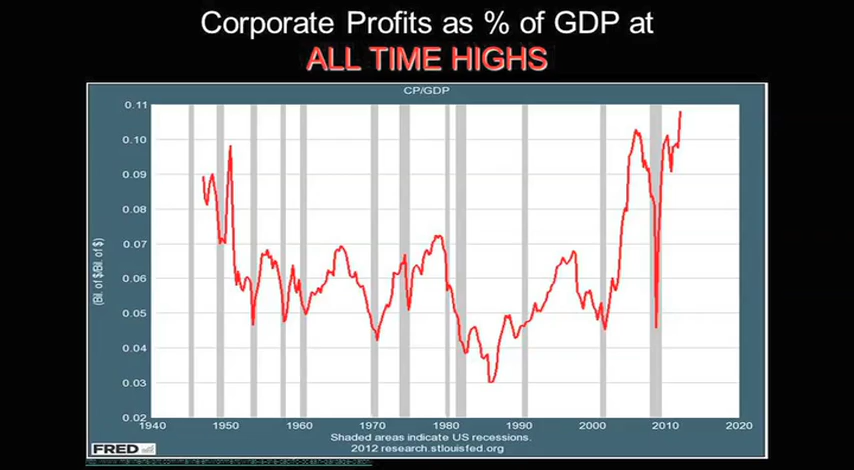 Corporate Profits as % of GDP at
ALL TIME HIGHS
CP/GDP
0.11
0.10
0.09
0.08
0.07
0.06
0.05
0.04
0.03
0.02
(Bil. of $/Bil. of $)
1940 1950 1960 1970 1980 1990 2000 2010 2020
Shaded areas indicate US recessions.
2012 research.stlouisfed.org
FRED